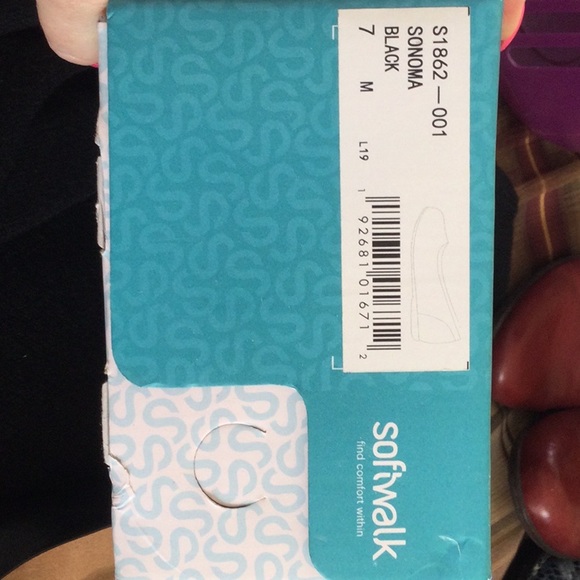 S1862-001
SONOMA
BLACK
7 M L19
1 92681 01671 2
softwalk®
find comfort within